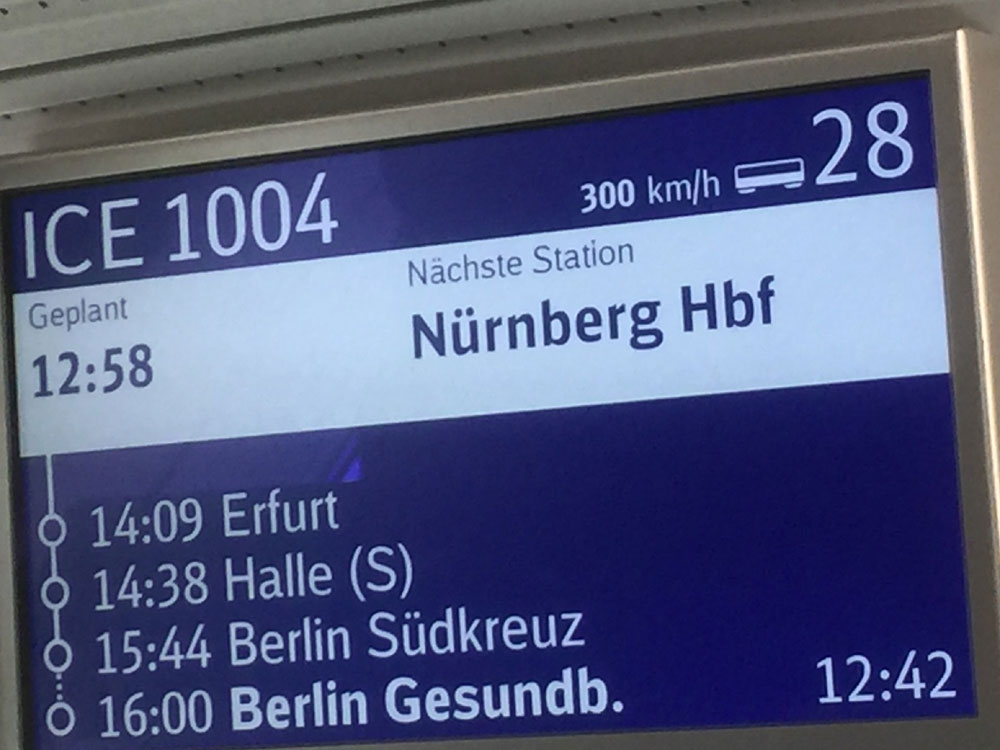 ICE 1004 300 km/h 28
Geplant Nächste Station
12:58 Nürnberg Hbf
14:09 Erfurt
14:38 Halle (S)
15:44 Berlin Südkreuz
16:00 Berlin Gesundb. 12:42